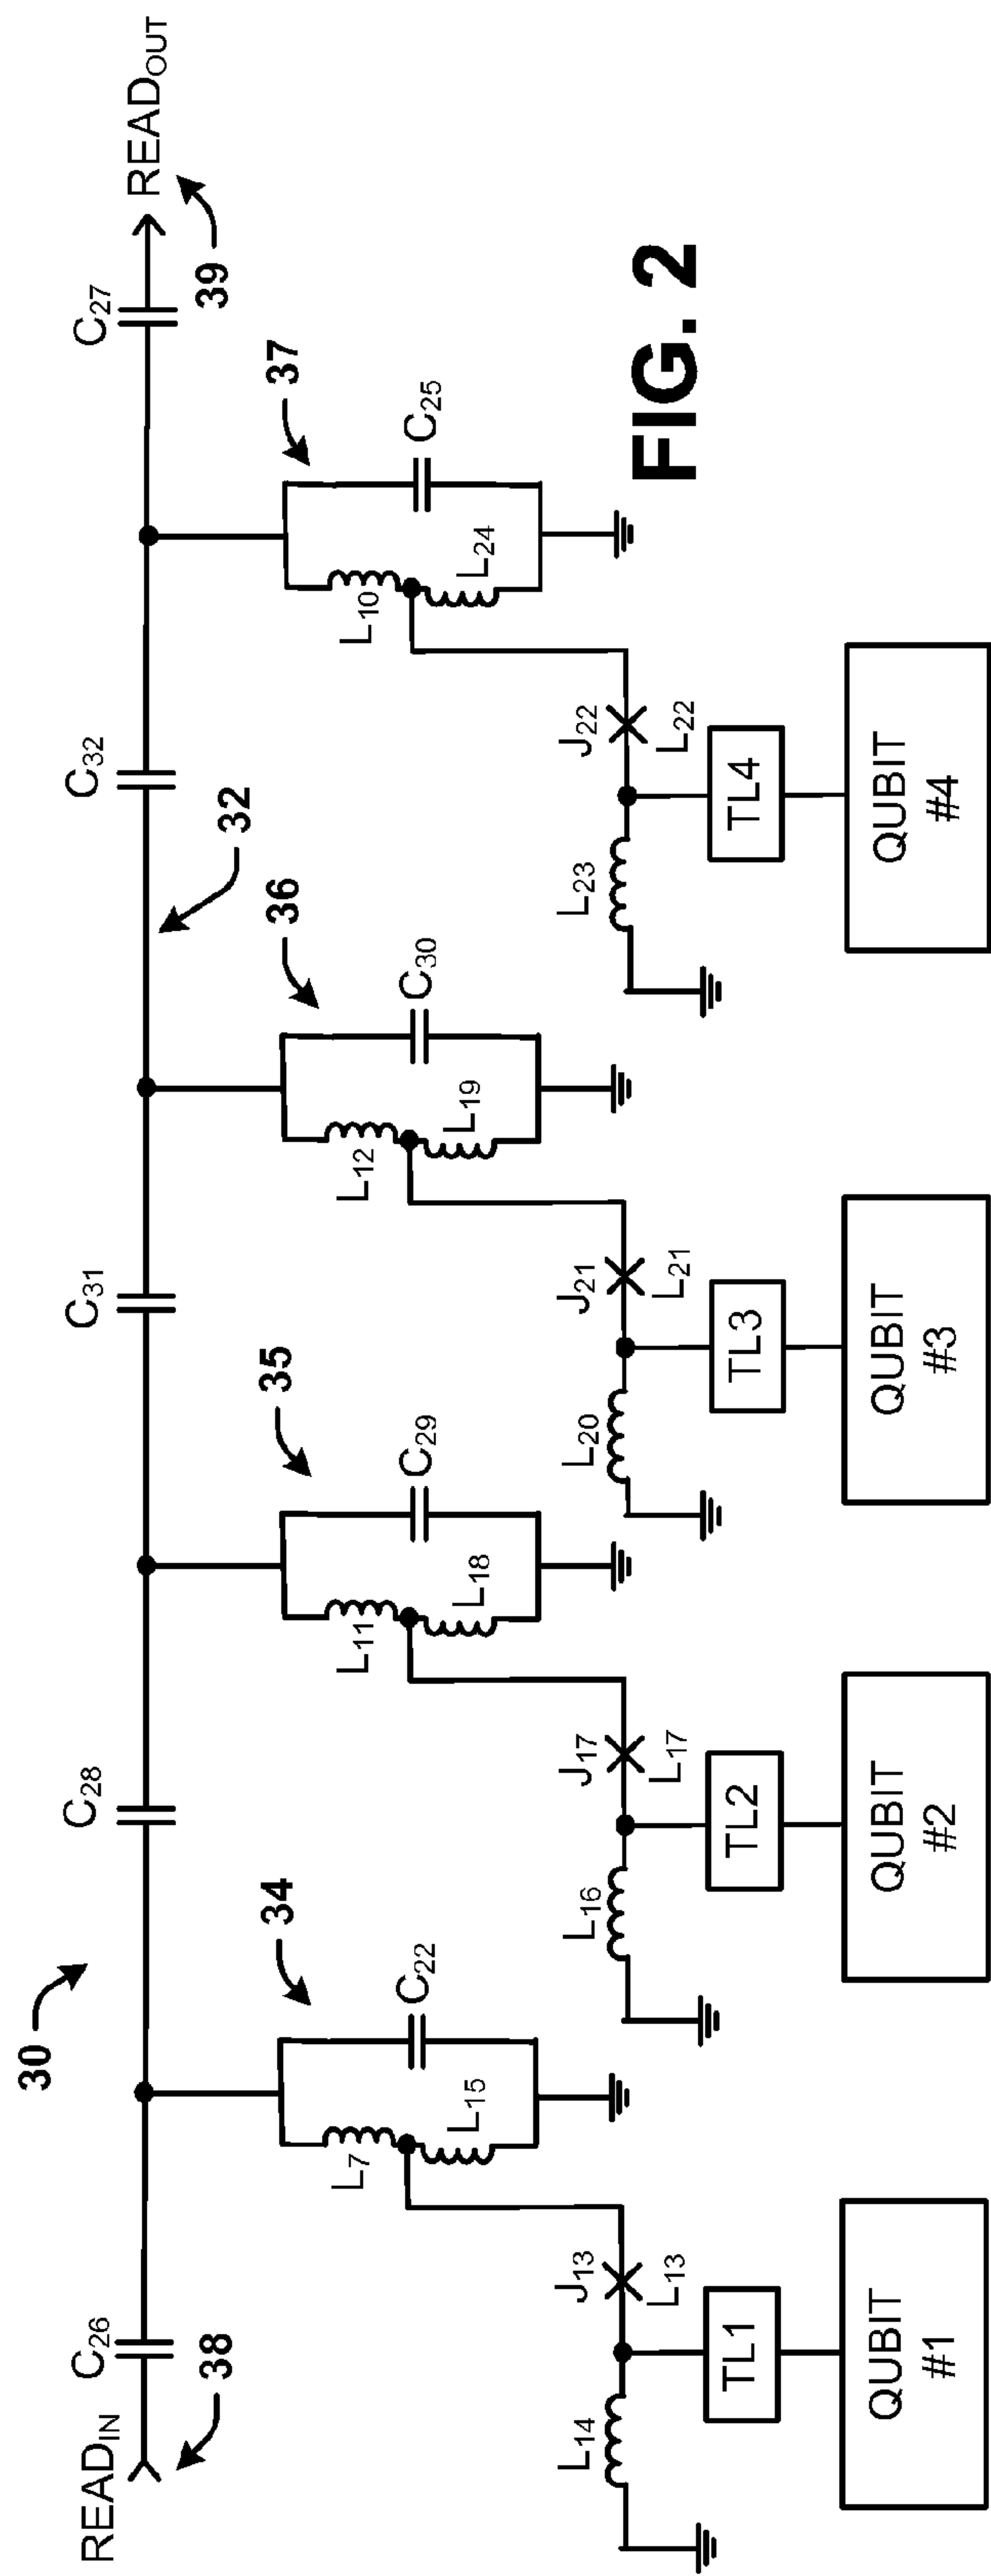 30
32
READIN
38
C26
C28
C31
C32
C27
READOUT
39
34
L7
L15
C22
35
L11
L18
C29
36
L12
L19
C30
37
L10
L24
C25
L14
J13
L13
TL1
QUBIT
#1
L16
J17
L17
TL2
QUBIT
#2
L20
J21
L21
TL3
QUBIT
#3
L23
J22
L22
TL4
QUBIT
#4
FIG. 2